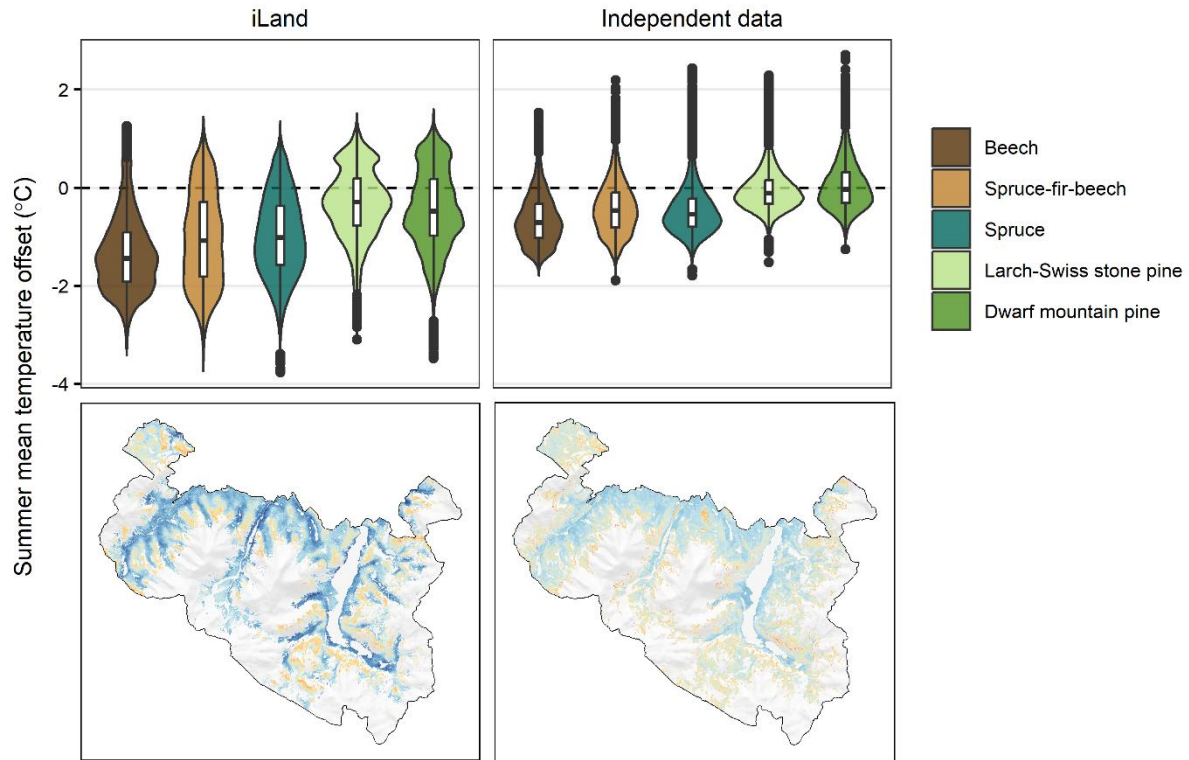 iLand
Independent data
Summer mean temperature offset (°C)
2
0
-2
-4
Beech
Spruce-fir-beech
Spruce
Larch-Swiss stone pine
Dwarf mountain pine